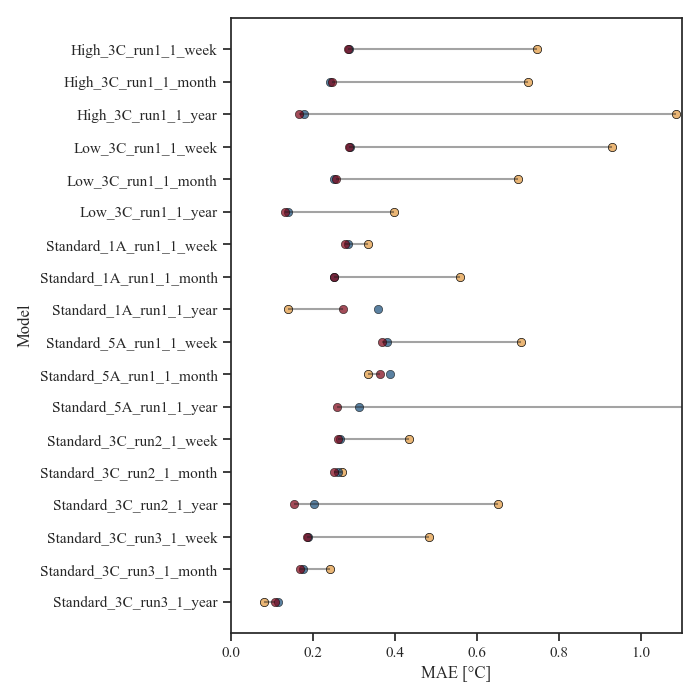 High_3C_run1_1_week
High_3C_run1_1_month
High_3C_run1_1_year
Low_3C_run1_1_week
Low_3C_run1_1_month
Low_3C_run1_1_year
Standard_1A_run1_1_week
Standard_1A_run1_1_month
Standard_1A_run1_1_year
Standard_5A_run1_1_week
Standard_5A_run1_1_month
Standard_5A_run1_1_year
Standard_3C_run2_1_week
Standard_3C_run2_1_month
Standard_3C_run2_1_year
Standard_3C_run3_1_week
Standard_3C_run3_1_month
Standard_3C_run3_1_year
Model
0.0 0.2 0.4 0.6 0.8 1.0
MAE [°C]